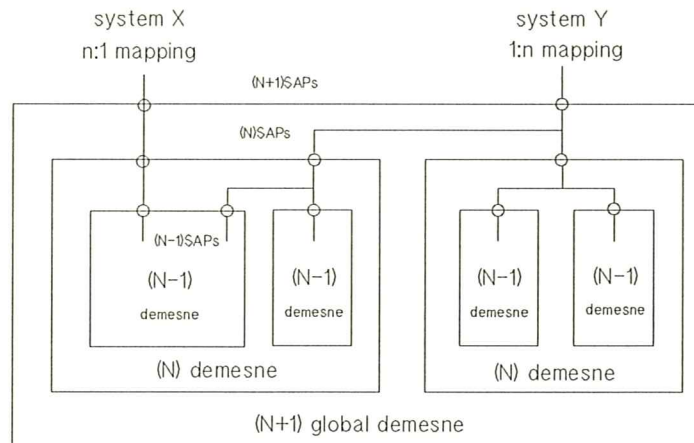 system X
n:1 mapping
system Y
1:n mapping
(N+1)SAPs
(N)SAPs
(N-1)SAPs
(N-1)
demesne
(N-1)
demesne
(N-1)
demesne
(N-1)
demesne
(N) demesne
(N) demesne
(N+1) global demesne